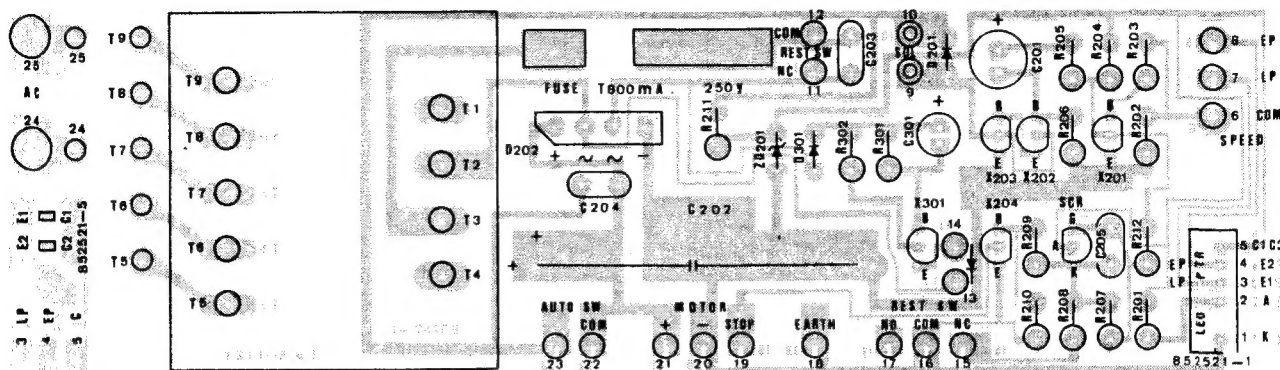 25
25
AC
24
24
T9
T8
T7
T6
T5
E1
E2
G1
G2
852521-5
3 LP
4 EP
5 C
T9
T8
T7
T6
T5
T1
T2
T3
T4
FUSE T800mA 250V
D202
+ ~ ~ −
C204
C202
+
+
R211
12
COM
REST SW
NC
11
C203
10
SOL
9
D201
+
C201
R205
R204
R203
8 EP
7 EP
6 COM
SPEED
ZD201
D301
R302
R301
C301
+
B
E
X203
B
E
X202
R206
B
E
X201
R202
X301
B
E
14
13
X204
B
E
R209
SCR
G
A
K
C205
R212
R210
R208
R207
R201
LED PTR
5 C1C2
EP 4 E2
LP 3 E1
2 A
1 K
852521-1
AUTO SW
COM
23
22
MOTOR
+ − STOP
21
20
19
EARTH
18
REST SW
NO COM NC
17
16
15